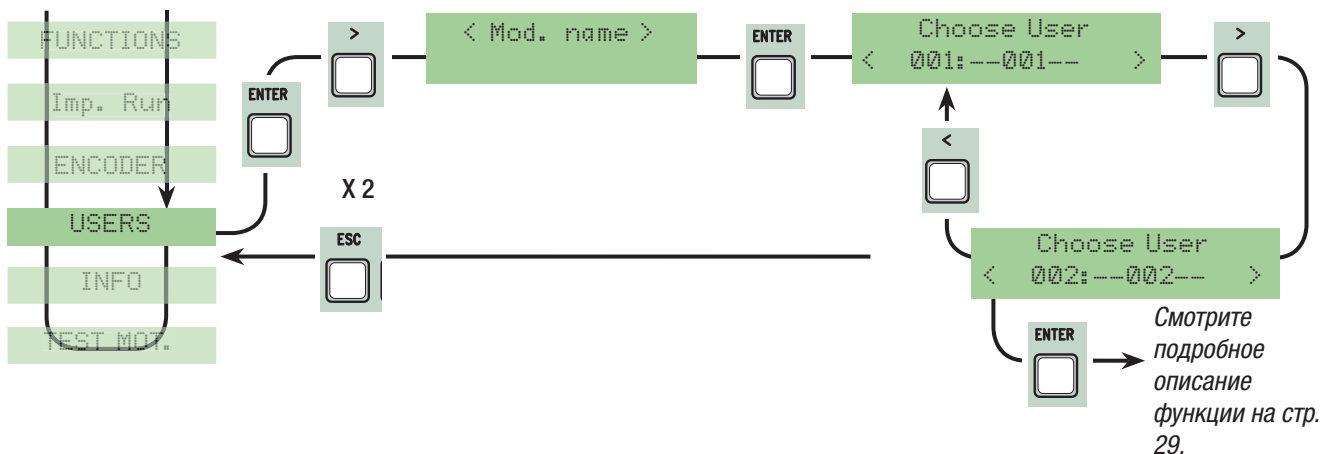 FUNCTIONS
Imp. Run
ENCODER
USERS
INFO
TEST MOT.
ENTER
>
< Mod. name >
ENTER
Choose User
< 001:--001-- >
>
<
X 2
ESC
Choose User
< 002:--002-- >
ENTER
Смотрите
подробное
описание
функции на стр.
29.